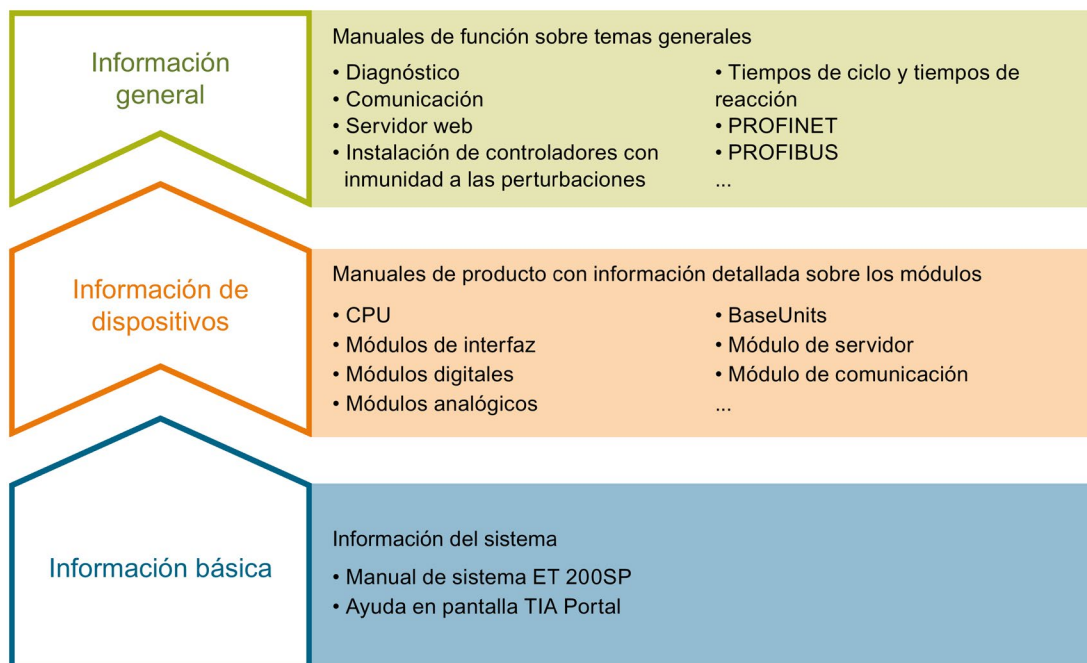 Información
general
Manuales de función sobre temas generales
• Diagnóstico
• Comunicación
• Servidor web
• Instalación de controladores con
inmunidad a las perturbaciones
• Tiempos de ciclo y tiempos de
reacción
• PROFINET
• PROFIBUS
...
Información de
dispositivos
Manuales de producto con información detallada sobre los módulos
• CPU
• Módulos de interfaz
• Módulos digitales
• Módulos analógicos
• BaseUnits
• Módulo de servidor
• Módulo de comunicación
...
Información básica
Información del sistema
• Manual de sistema ET 200SP
• Ayuda en pantalla TIA Portal